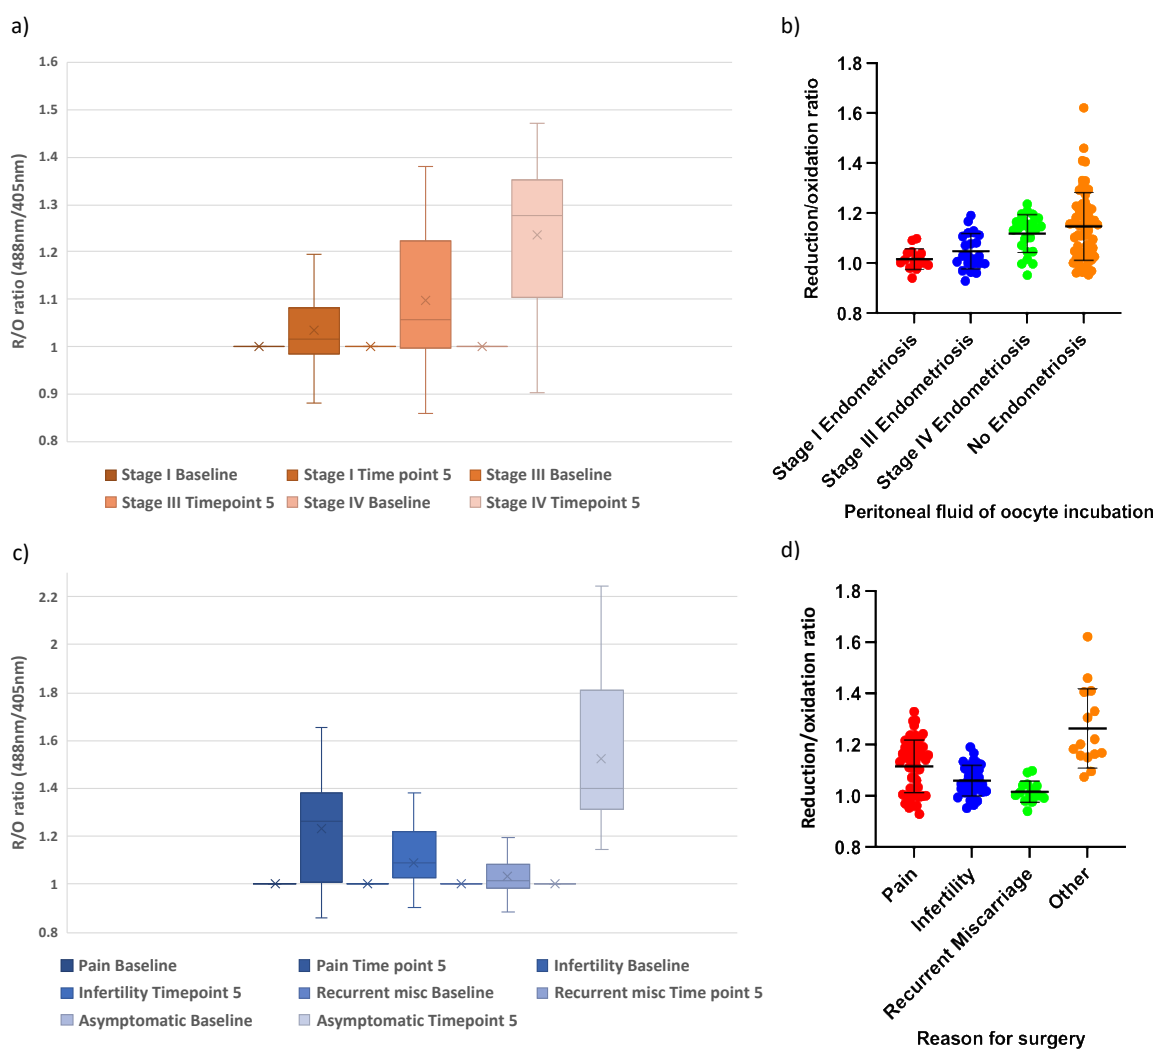 a)
R/O ratio (488nm/405nm)
1.6
1.5
1.4
1.3
1.2
1.1
1
0.9
0.8
Stage I Baseline
Stage I Time point 5
Stage III Baseline
Stage III Timepoint 5
Stage IV Baseline
Stage IV Timepoint 5
b)
Reduction/oxidation ratio
1.8
1.6
1.4
1.2
1.0
0.8
Stage I Endometriosis
Stage III Endometriosis
Stage IV Endometriosis
No Endometriosis
Peritoneal fluid of oocyte incubation
c)
R/O ratio (488nm/405nm)
2.2
2
1.8
1.6
1.4
1.2
1
0.8
Pain Baseline
Pain Time point 5
Infertility Baseline
Infertility Timepoint 5
Recurrent misc Baseline
Recurrent misc Time point 5
Asymptomatic Baseline
Asymptomatic Timepoint 5
d)
Reduction/oxidation ratio
1.8
1.6
1.4
1.2
1.0
0.8
Pain
Infertility
Recurrent Miscarriage
Other
Reason for surgery